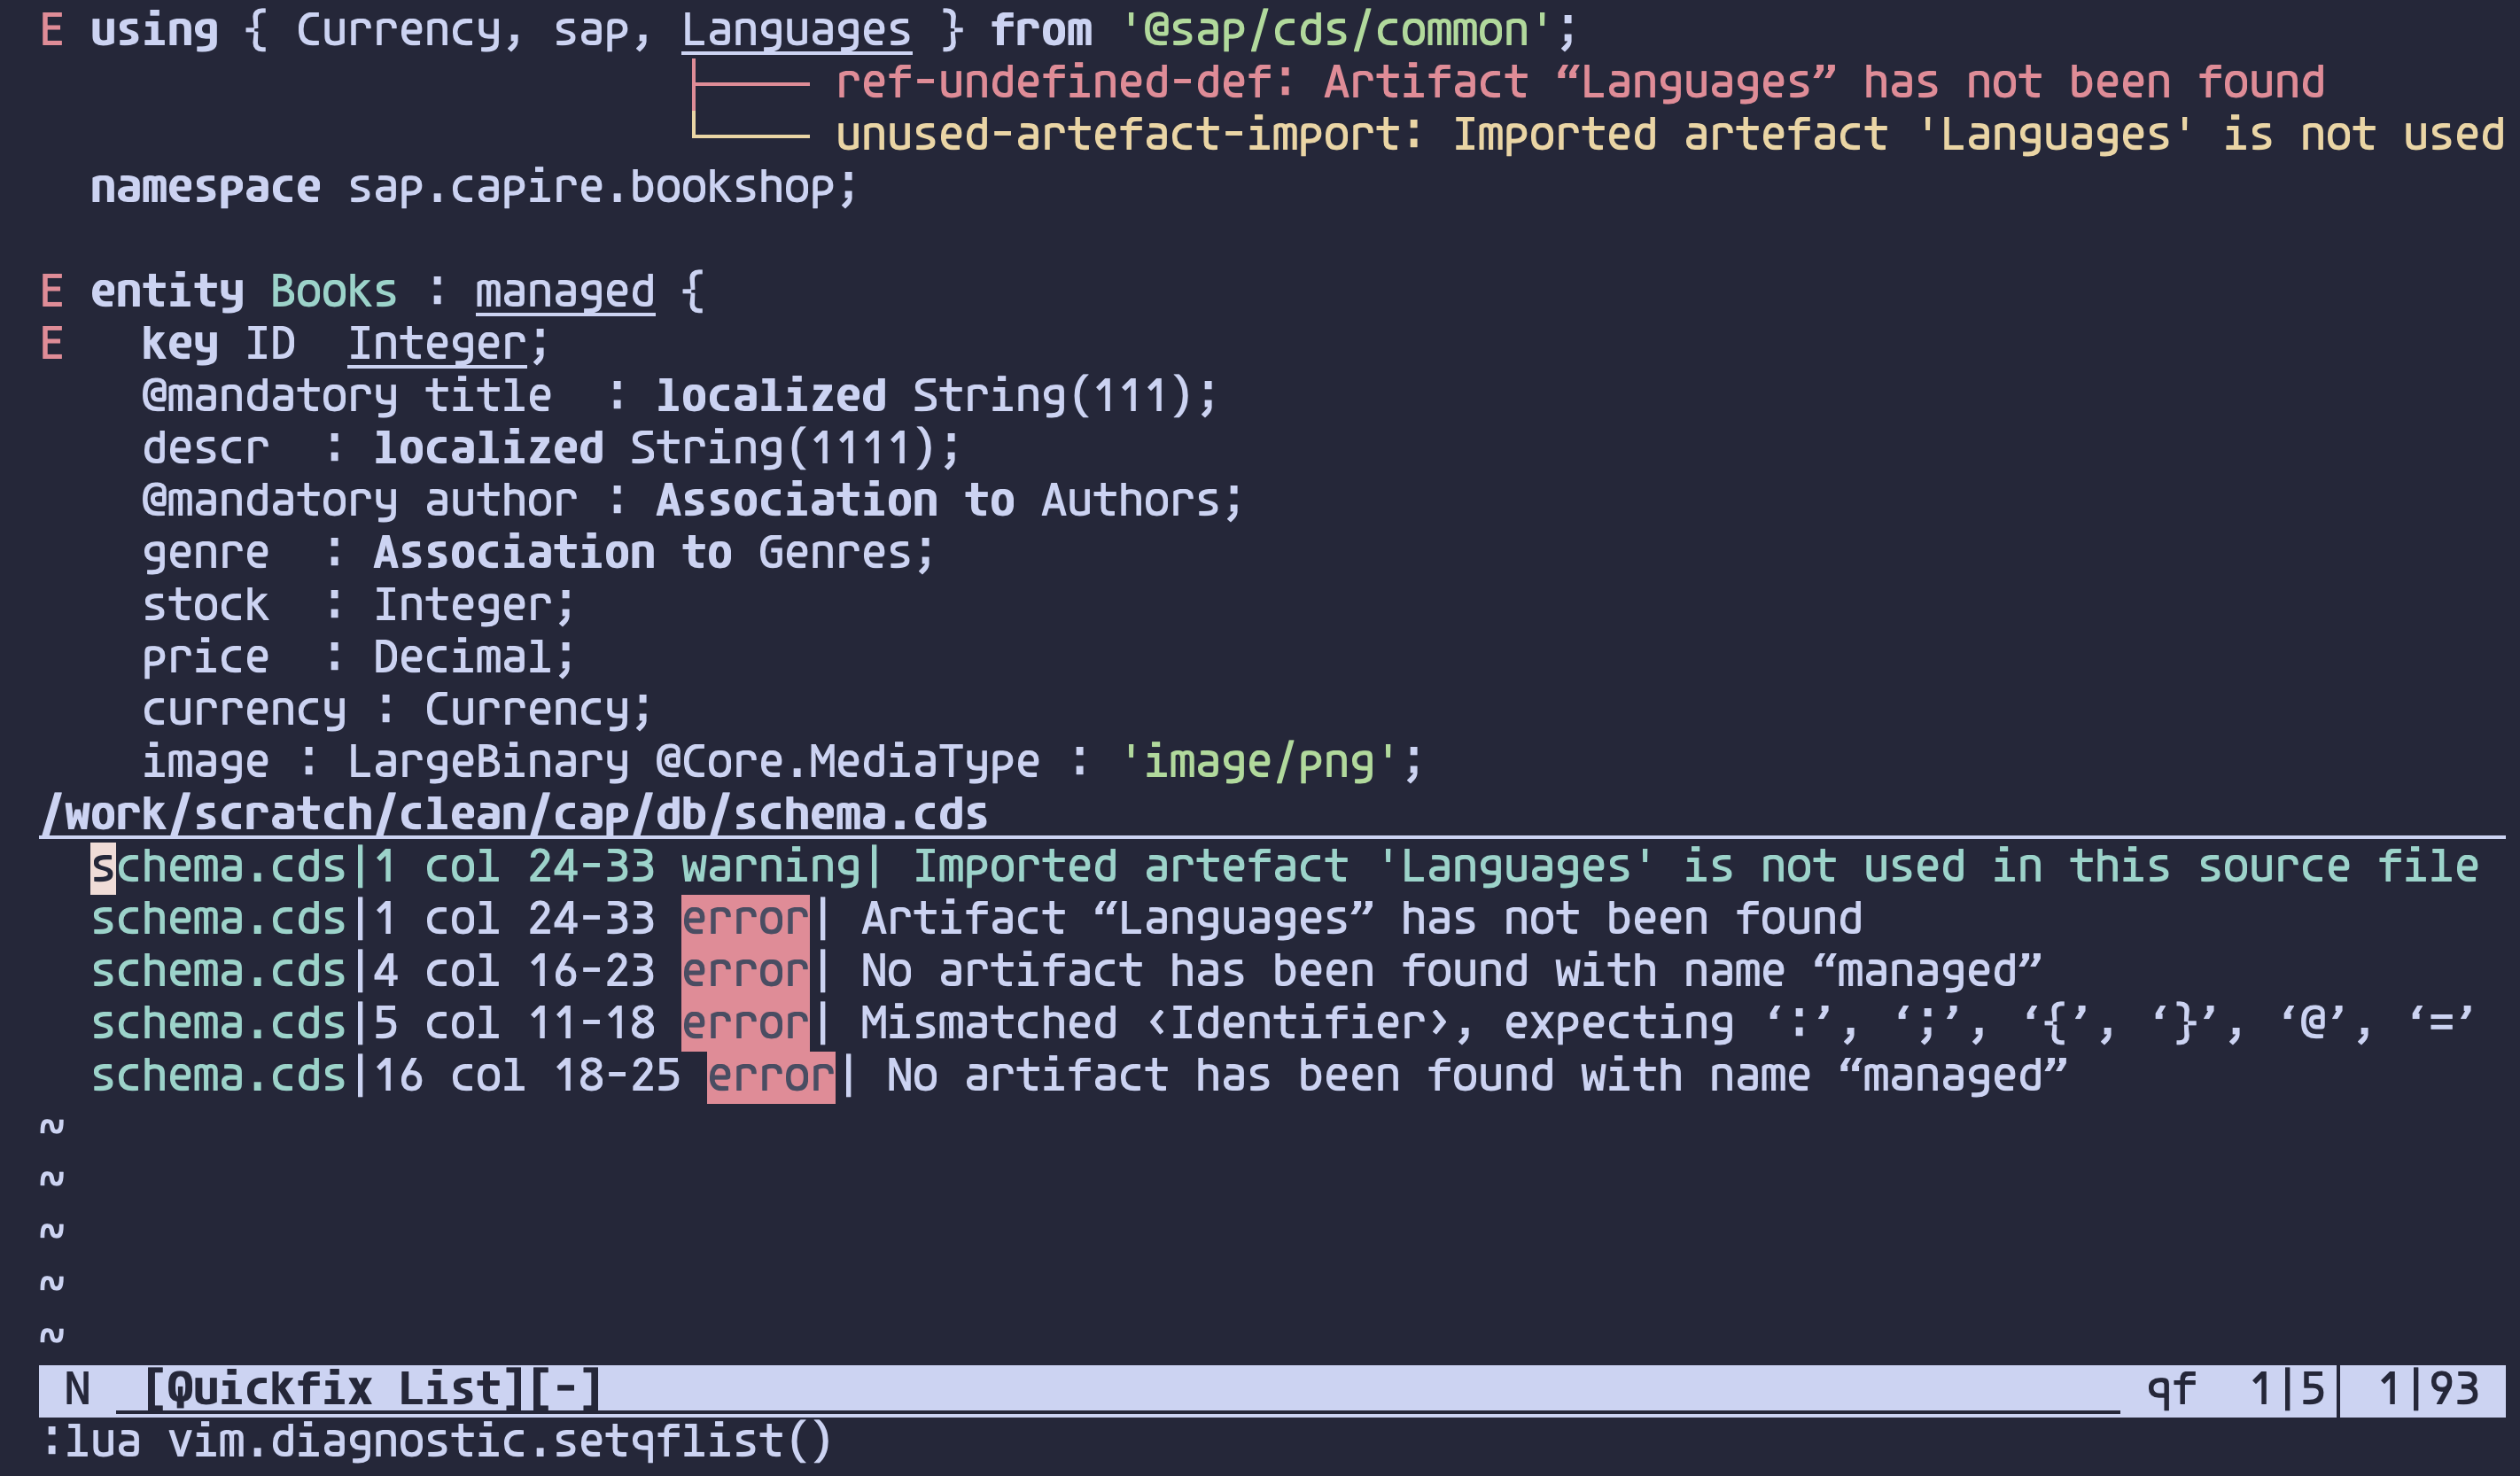 E using { Currency, sap, Languages } from '@sap/cds/common';
ref-undefined-def: Artifact “Languages” has not been found
unused-artefact-import: Imported artefact 'Languages' is not used
namespace sap.capire.bookshop;
E entity Books : managed {
E   key ID  Integer;
    @mandatory title  : localized String(111);
    descr  : localized String(1111);
    @mandatory author : Association to Authors;
    genre  : Association to Genres;
    stock  : Integer;
    price  : Decimal;
    currency : Currency;
    image : LargeBinary @Core.MediaType : 'image/png';
/work/scratch/clean/cap/db/schema.cds
schema.cds|1 col 24-33 warning| Imported artefact 'Languages' is not used in this source file
schema.cds|1 col 24-33 error| Artifact “Languages” has not been found
schema.cds|4 col 16-23 error| No artifact has been found with name “managed”
schema.cds|5 col 11-18 error| Mismatched ‹Identifier›, expecting ‘:’, ‘;’, ‘{’, ‘}’, ‘@’, ‘=’
schema.cds|16 col 18-25 error| No artifact has been found with name “managed”
~
~
~
~
~
N  [Quickfix List][-] qf  1|5| 1|93
:lua vim.diagnostic.setqflist()